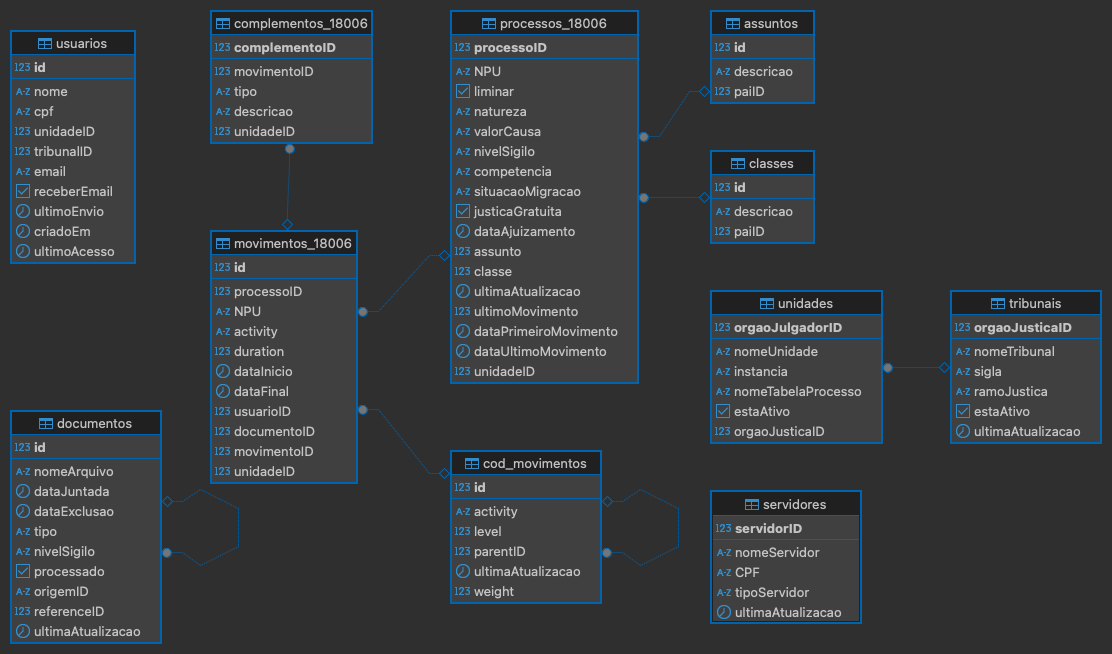 usuarios
123 id
A-Z nome
A-Z cpf
123 unidadeID
123 tribunalID
A-Z email
receberEmail
ultimoEnvio
criadoEm
ultimoAcesso
complementos_18006
123 complementoID
123 movimentoID
A-Z tipo
A-Z descricao
123 unidadeID
processos_18006
123 processoID
A-Z NPU
liminar
A-Z natureza
A-Z valorCausa
A-Z nivelSigilo
A-Z competencia
A-Z situacaoMigracao
justicaGratuita
dataAjuizamento
123 assunto
123 classe
ultimaAtualizacao
123 ultimoMovimento
dataPrimeiroMovimento
dataUltimoMovimento
123 unidadeID
assuntos
123 id
A-Z descricao
123 paiID
classes
123 id
A-Z descricao
123 paiID
movimentos_18006
123 id
123 processoID
A-Z NPU
A-Z activity
123 duration
dataInicio
dataFinal
123 usuarioID
123 documentoID
123 movimentoID
123 unidadeID
unidades
123 orgaoJulgadorID
A-Z nomeUnidade
A-Z instancia
A-Z nomeTabelaProcesso
estaAtivo
123 orgaoJusticaID
tribunais
123 orgaoJusticaID
A-Z nomeTribunal
A-Z sigla
A-Z ramoJustica
estaAtivo
ultimaAtualizacao
documentos
123 id
A-Z nomeArquivo
dataJuntada
dataExclusao
A-Z tipo
A-Z nivelSigilo
processado
A-Z origemID
123 referenceID
ultimaAtualizacao
cod_movimentos
123 id
A-Z activity
123 level
123 parentID
ultimaAtualizacao
123 weight
servidores
123 servidorID
A-Z nomeServidor
A-Z CPF
A-Z tipoServidor
ultimaAtualizacao